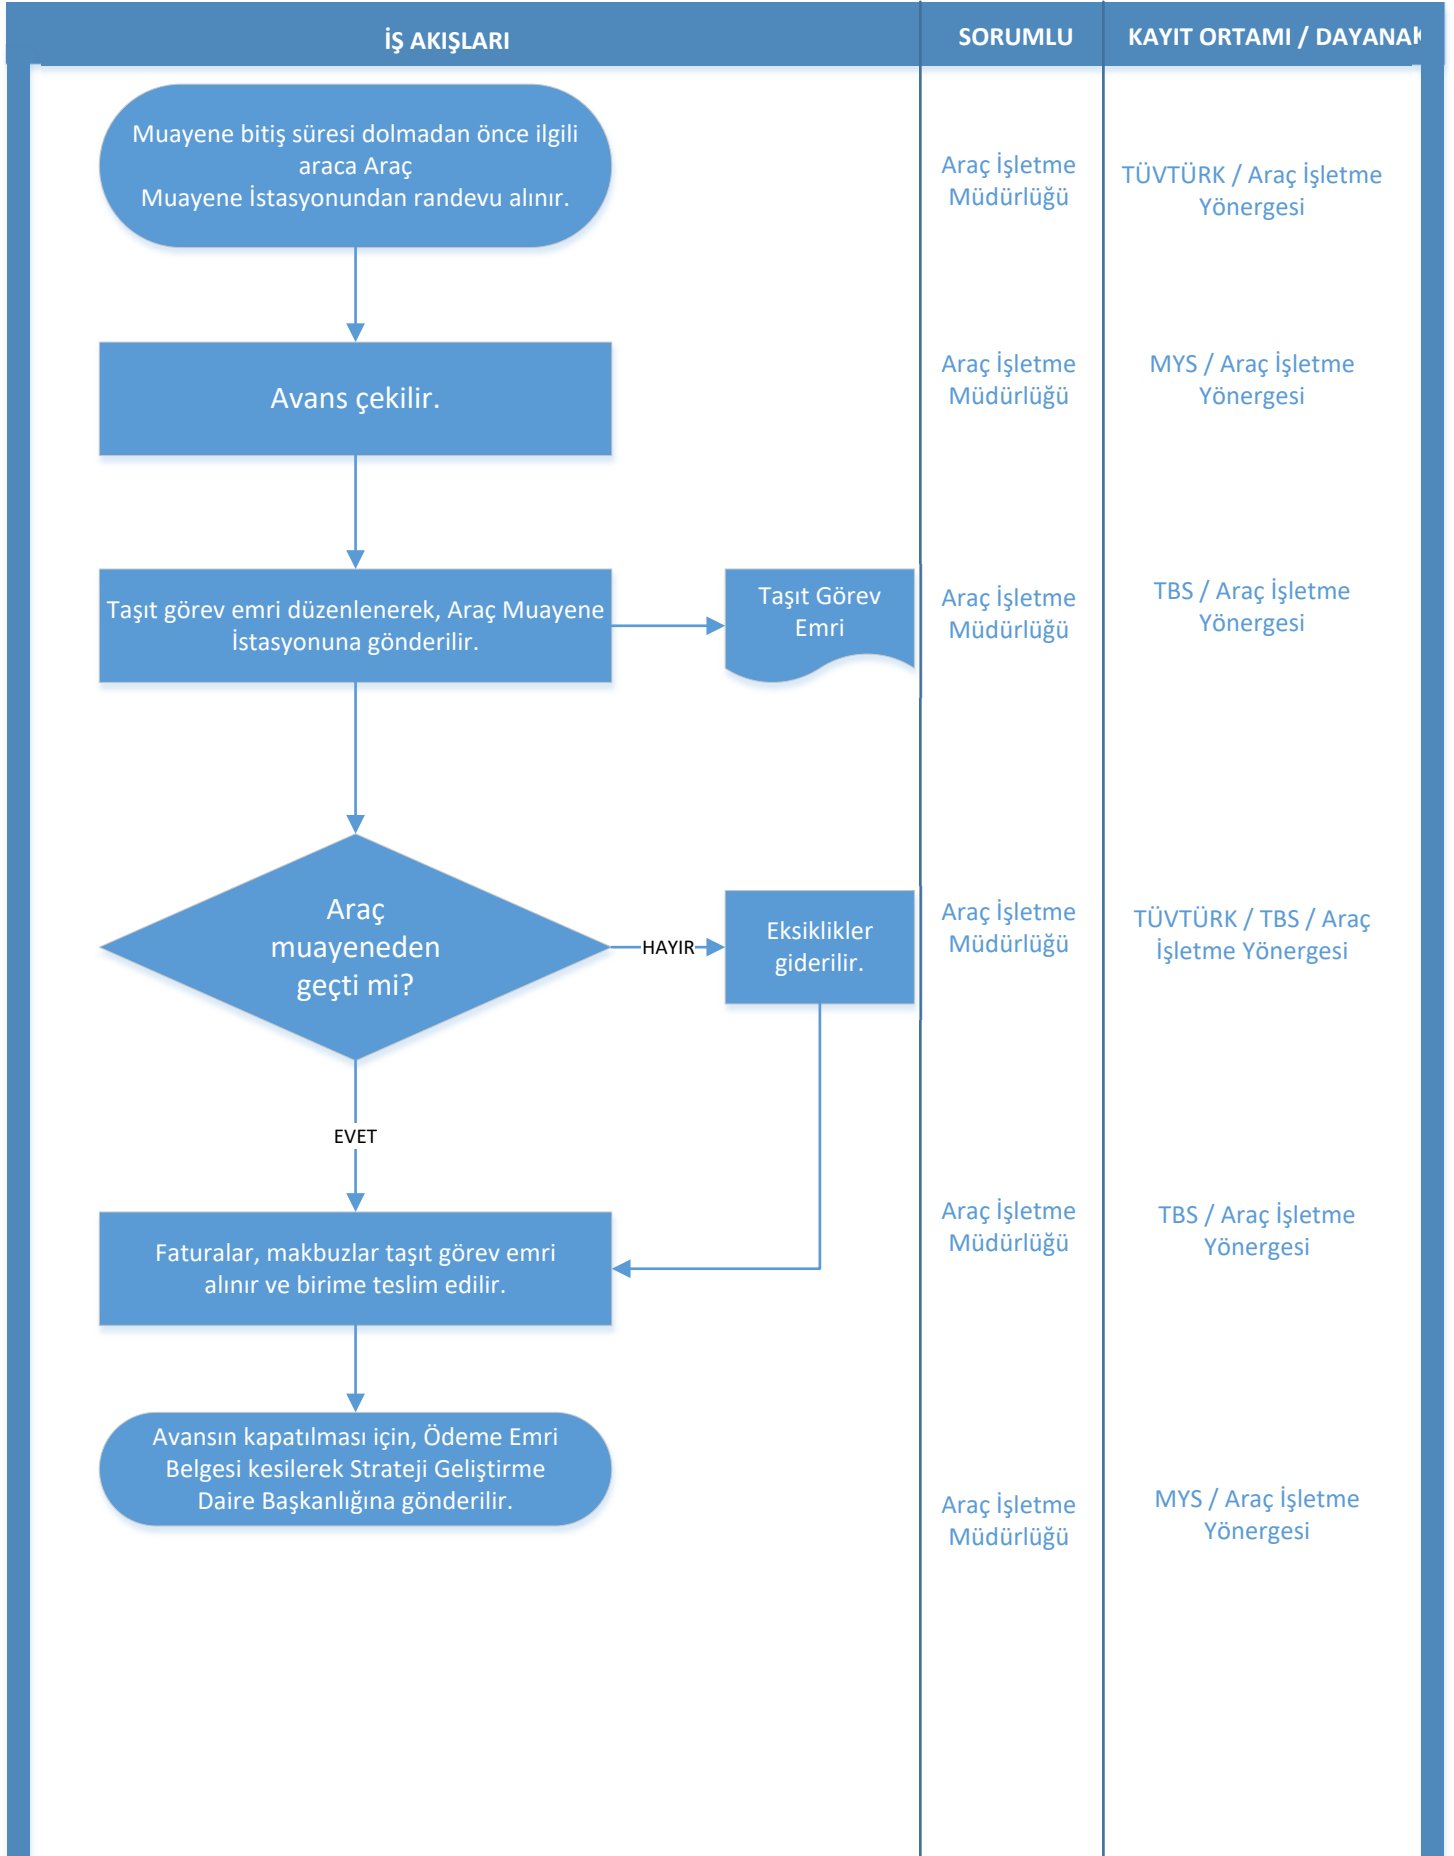 İŞ AKIŞLARI
SORUMLU
KAYIT ORTAMI / DAYANAK
Muayene bitiş süresi dolmadan önce ilgili
araca Araç
Muayene İstasyonundan randevu alınır.
Araç İşletme
Müdürlüğü
TÜVTÜRK / Araç İşletme
Yönergesi
Avans çekilir.
Araç İşletme
Müdürlüğü
MYS / Araç İşletme
Yönergesi
Taşıt görev emri düzenlenerek, Araç Muayene
İstasyonuna gönderilir.
Taşıt Görev
Emri
Araç İşletme
Müdürlüğü
TBS / Araç İşletme
Yönergesi
Araç
muayeneden
geçti mi?
HAYIR
Eksiklikler
giderilir.
Araç İşletme
Müdürlüğü
TÜVTÜRK / TBS / Araç
İşletme Yönergesi
EVET
Faturalar, makbuzlar taşıt görev emri
alınır ve birime teslim edilir.
Araç İşletme
Müdürlüğü
TBS / Araç İşletme
Yönergesi
Avansın kapatılması için, Ödeme Emri
Belgesi kesilerek Strateji Geliştirme
Daire Başkanlığına gönderilir.
Araç İşletme
Müdürlüğü
MYS / Araç İşletme
Yönergesi